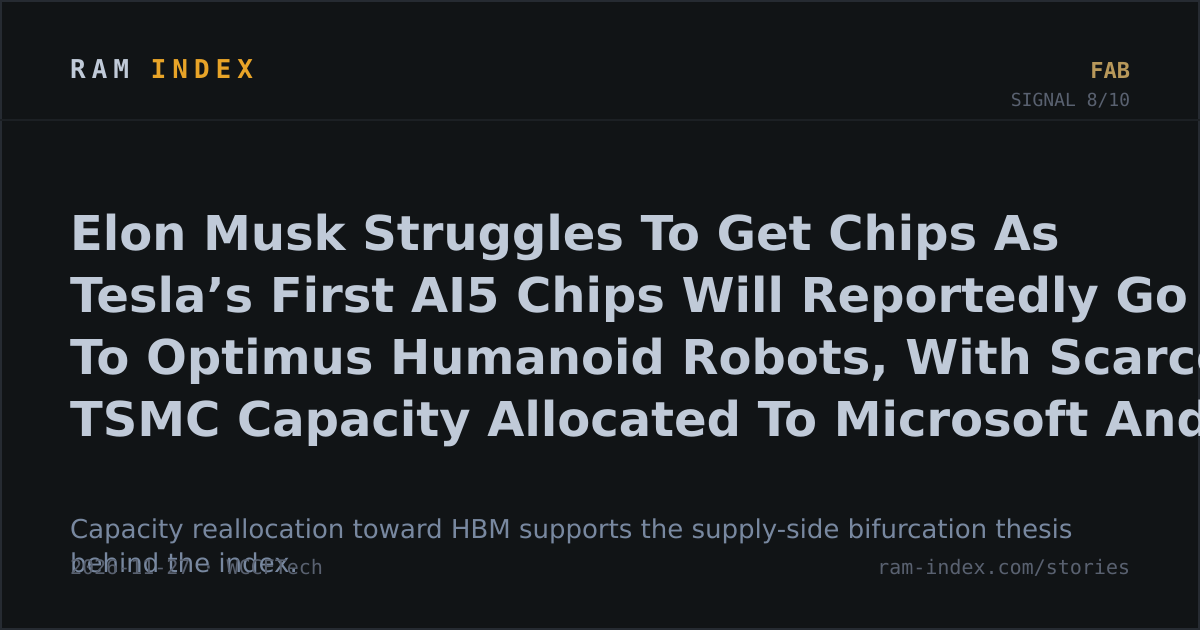 RAM INDEX
FAB
SIGNAL 8/10
Elon Musk Struggles To Get Chips As
Tesla’s First AI5 Chips Will Reportedly Go
To Optimus Humanoid Robots, With Scarc
TSMC Capacity Allocated To Microsoft And
Capacity reallocation toward HBM supports the supply-side bifurcation thesis
behind the index.
ram-index.com/stories